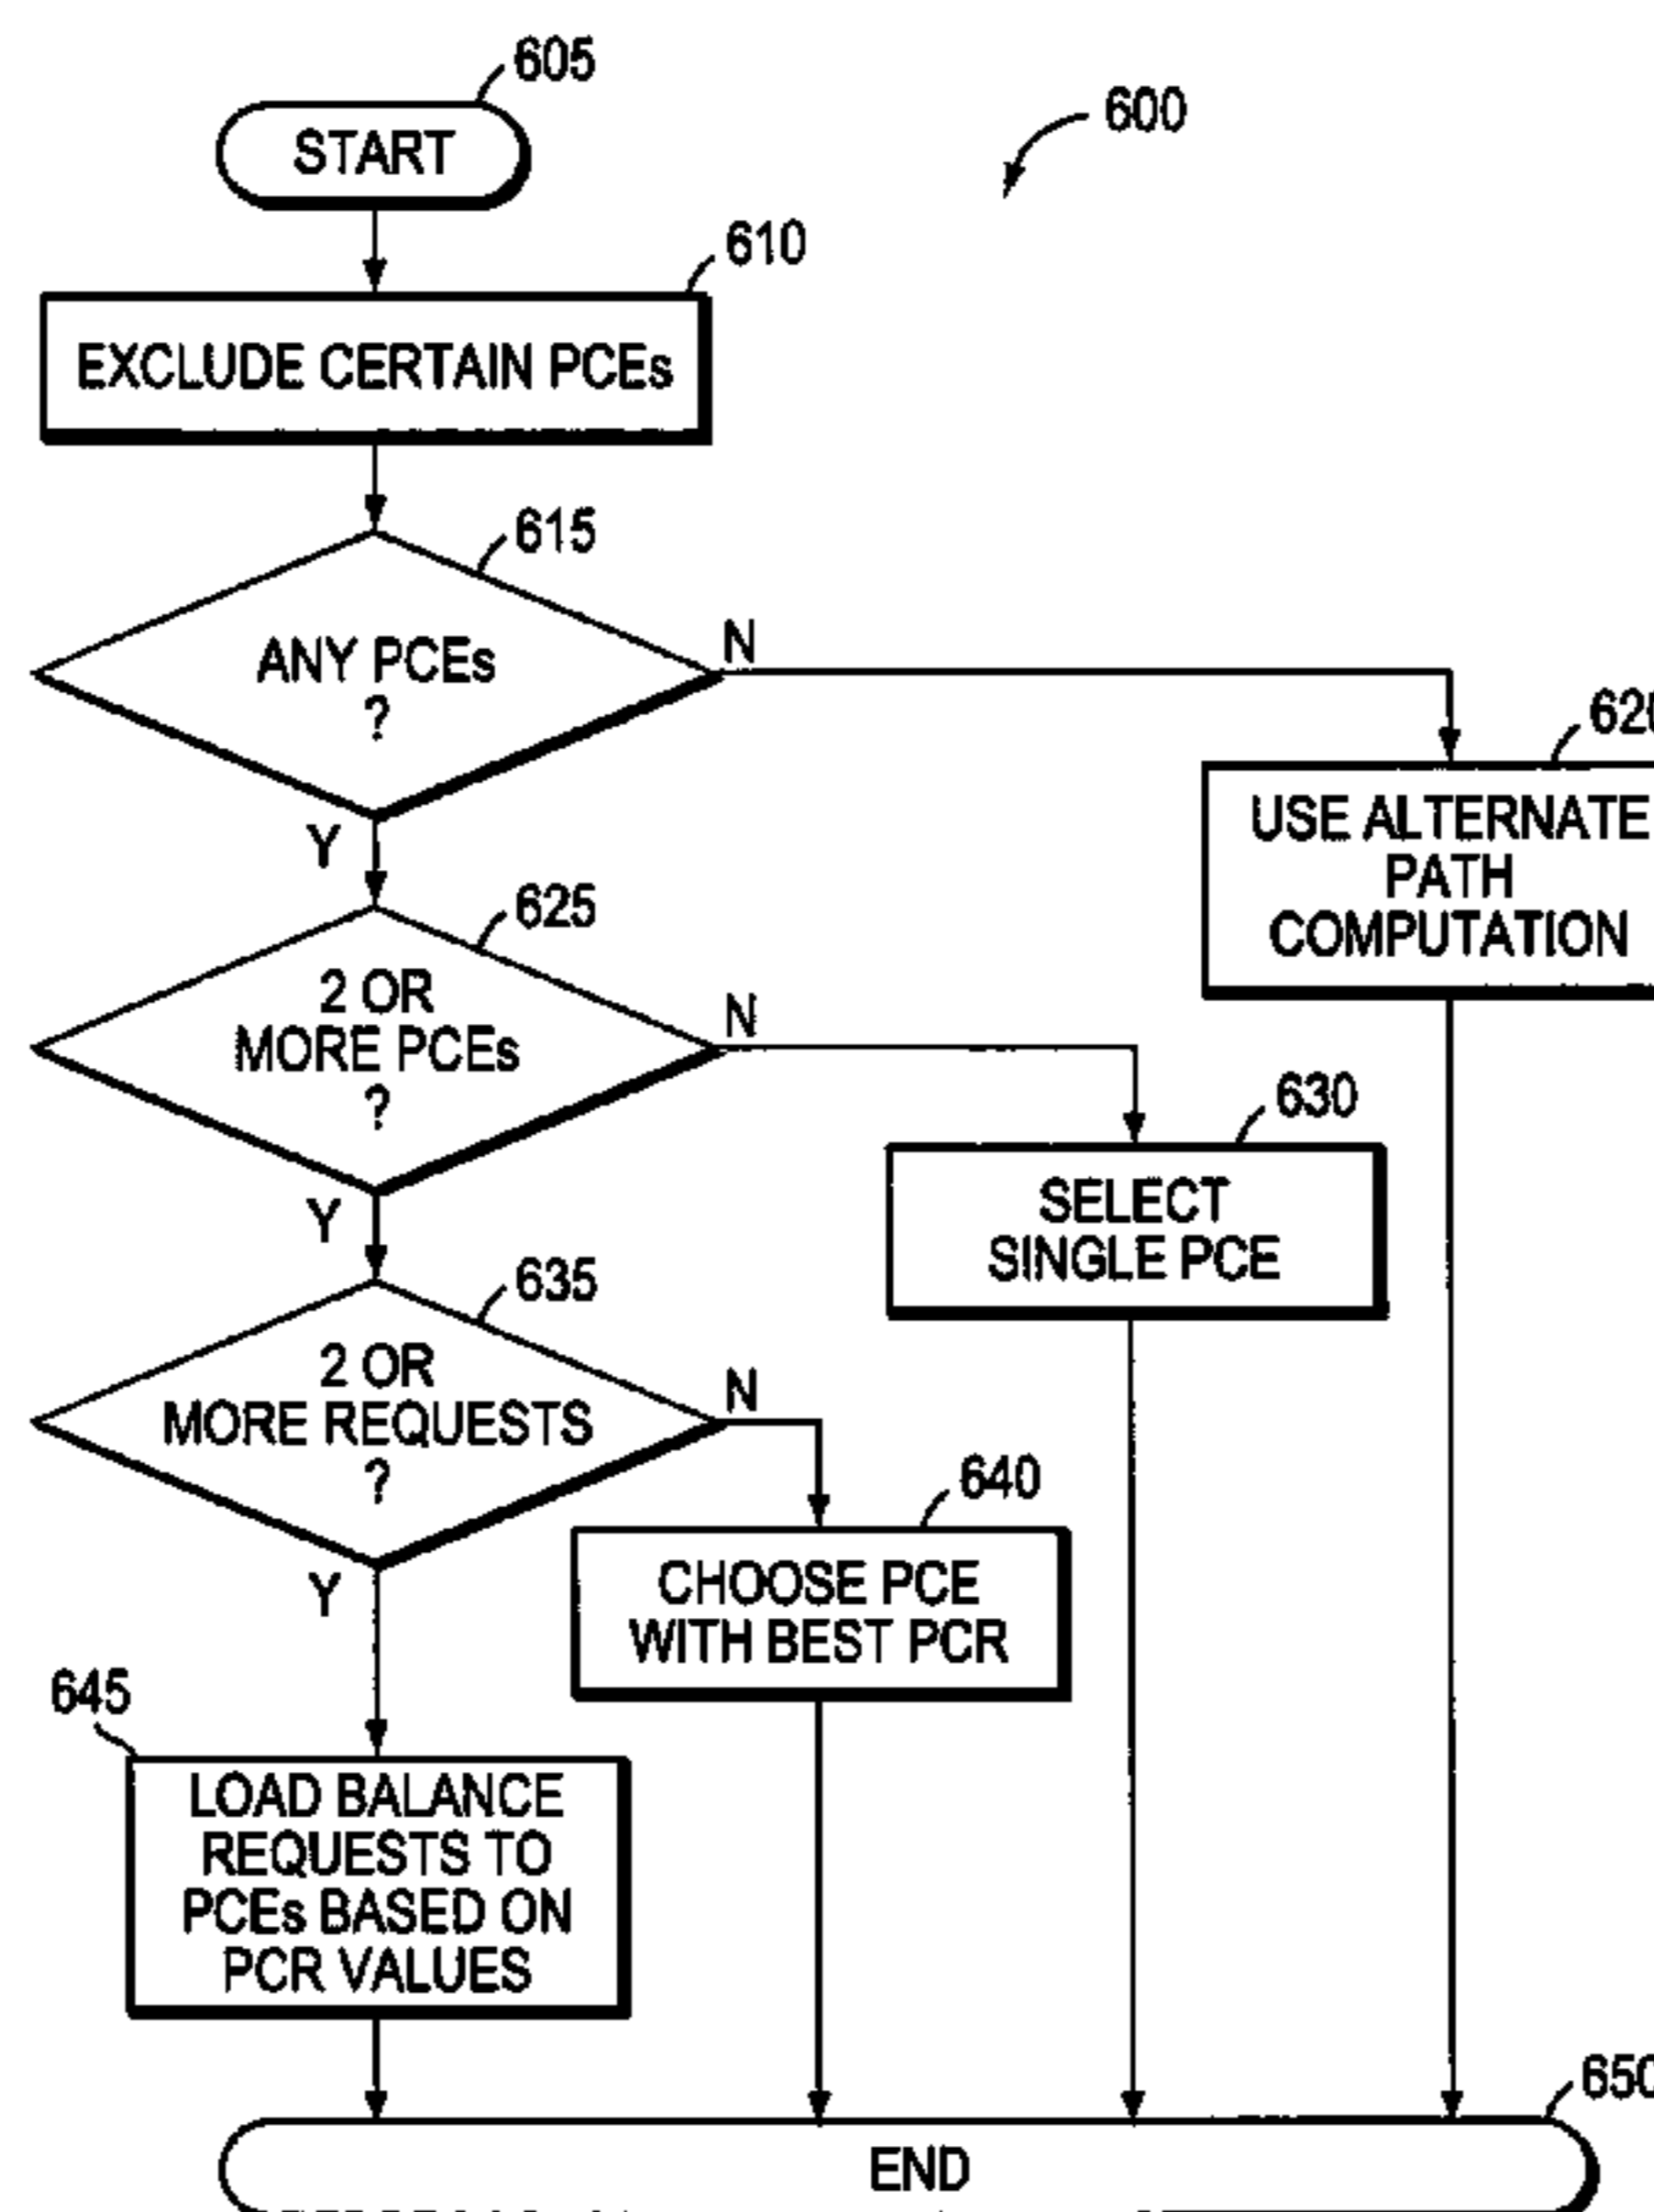 605
START
600
610
EXCLUDE CERTAIN PCEs
615
ANY PCEs
?
N
Y
620
USE ALTERNATE
PATH
COMPUTATION
625
2 OR
MORE PCEs
?
N
Y
630
SELECT
SINGLE PCE
635
2 OR
MORE REQUESTS
?
N
Y
640
CHOOSE PCE
WITH BEST PCR
645
LOAD BALANCE
REQUESTS TO
PCEs BASED ON
PCR VALUES
650
END